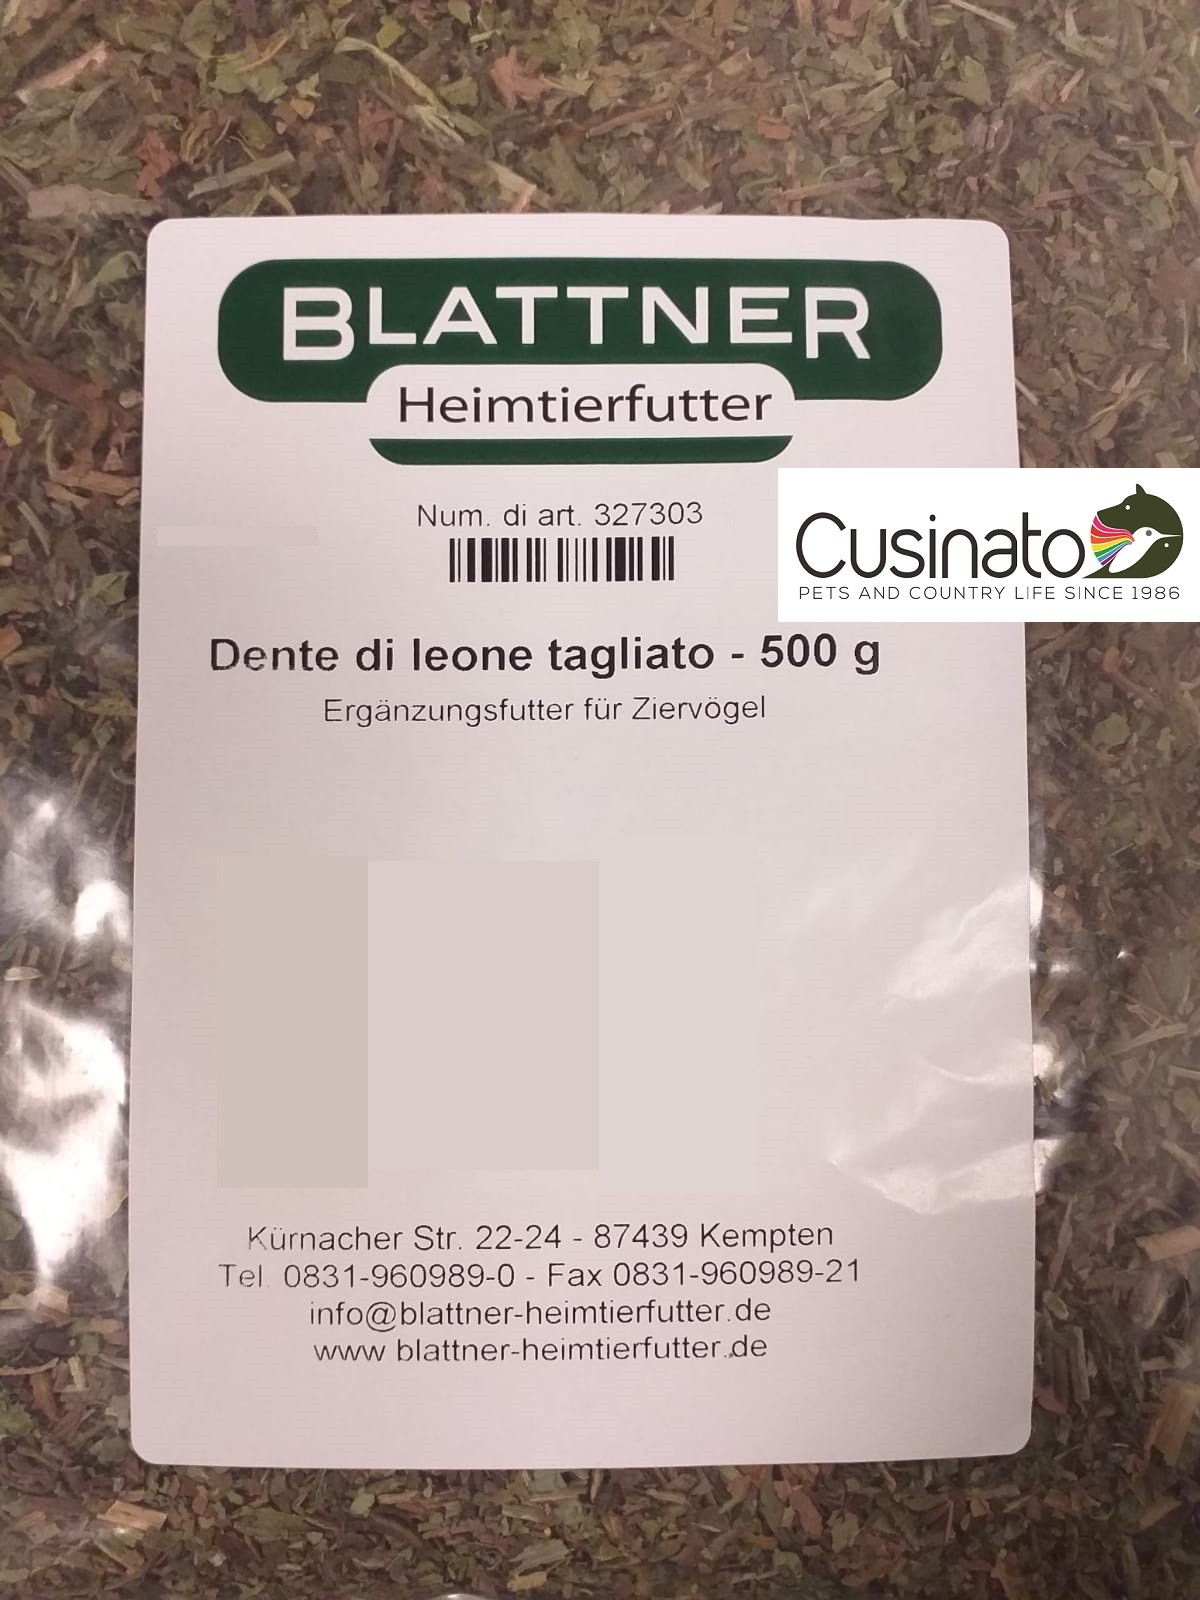 BLATTNER
Heimtierfutter
Num. di art. 327303
Cusinato
PETS AND COUNTRY LIFE SINCE 1986
Dente di leone tagliato - 500 g
Ergänzungsfutter für Ziervögel
Kürnacher Str. 22-24 - 87439 Kempten
Tel. 0831-960989-0 - Fax 0831-960989-21
info@blattner-heimtierfutter.de
www.blattner-heimtierfutter.de